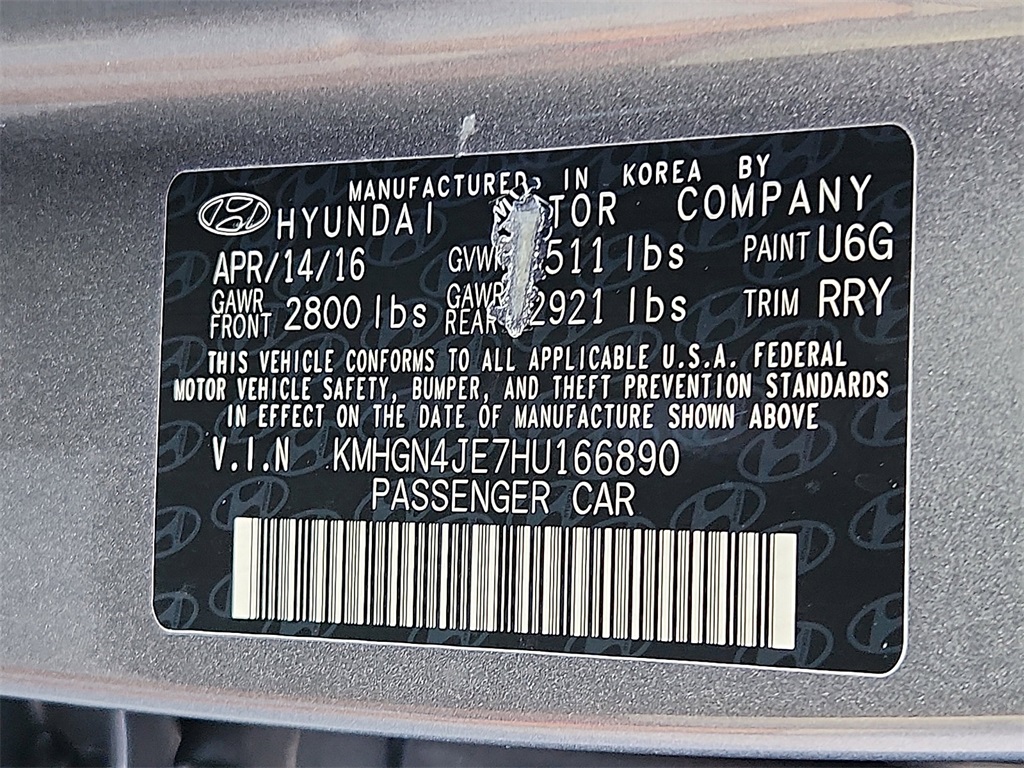 MANUFACTURED IN KOREA BY
HYUNDAI COMPANY
APR/14/16 lbs PAINT U6G
GAWR FRONT 2800 lbs GAWR REAR 2921 lbs TRIM RRY
THIS VEHICLE CONFORMS TO ALL APPLICABLE U.S.A. FEDERAL
MOTOR VEHICLE SAFETY, BUMPER, AND THEFT PREVENTION STANDARDS
IN EFFECT ON THE DATE OF MANUFACTURE SHOWN ABOVE
V.I.N KMHGN4JE7HU166890
PASSENGER CAR